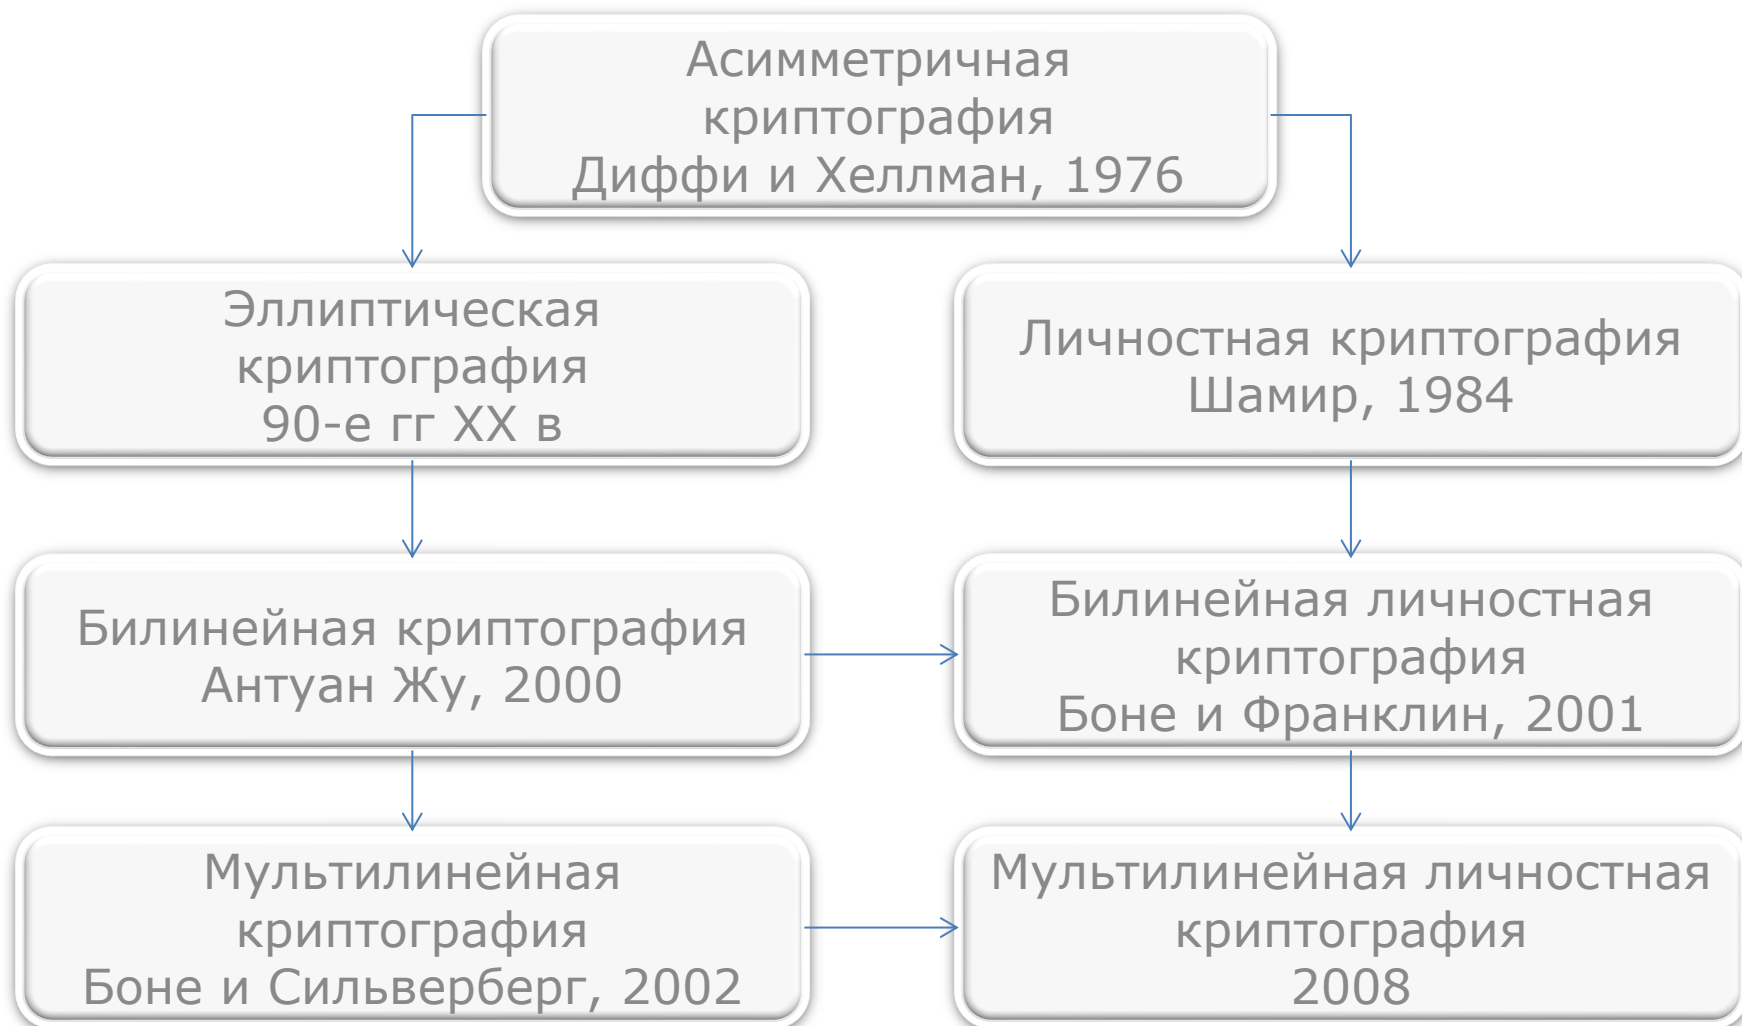 Асимметричная
криптография
Диффи и Хеллман, 1976
Эллиптическая
криптография
90-е гг XX в
Личностная криптография
Шамир, 1984
Билинейная криптография
Антуан Жу, 2000
Билинейная личностная
криптография
Боне и Франклин, 2001
Мультилинейная
криптография
Боне и Сильверберг, 2002
Мультилинейная личностная
криптография
2008